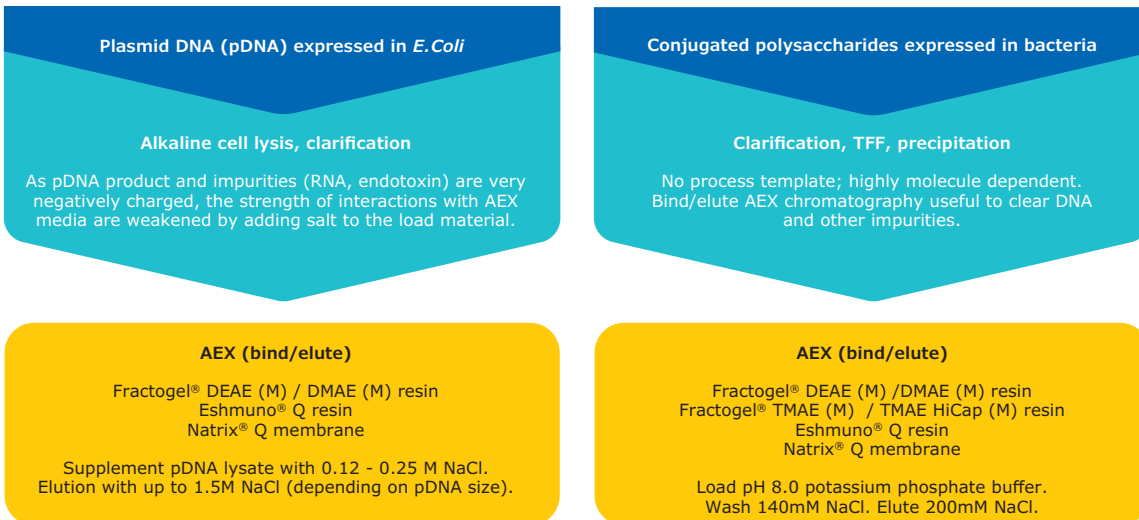 Plasmid DNA (pDNA) expressed in E.Coli
Alkaline cell lysis, clarification
As pDNA product and impurities (RNA, endotoxin) are very
negatively charged, the strength of interactions with AEX
media are weakened by adding salt to the load material.
AEX (bind/elute)
Fractogel® DEAE (M) / DMAE (M) resin
Eshmuno® Q resin
Natrix® Q membrane
Supplement pDNA lysate with 0.12 - 0.25 M NaCl.
Elution with up to 1.5M NaCl (depending on pDNA size).
Conjugated polysaccharides expressed in bacteria
Clarification, TFF, precipitation
No process template; highly molecule dependent.
Bind/elute AEX chromatography useful to clear DNA
and other impurities.
AEX (bind/elute)
Fractogel® DEAE (M) /DMAE (M) resin
Fractogel® TMAE (M)  / TMAE HiCap (M) resin
Eshmuno® Q resin
Natrix® Q membrane
Load pH 8.0 potassium phosphate buffer.
Wash 140mM NaCl. Elute 200mM NaCl.